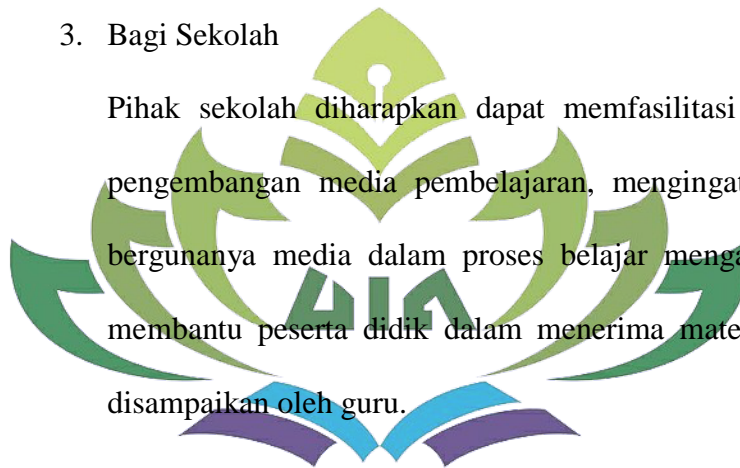 3. Bagi Sekolah
Pihak sekolah diharapkan dapat memfasilitasi
pengembangan media pembelajaran, mengingat
bergunanya media dalam proses belajar
membantu peserta didik dalam menerima
disampaikan oleh guru.
UIN